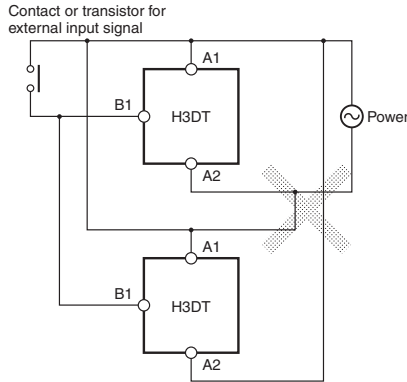 Contact or transistor for
external input signal
A1
B1
H3DT
Power
A2
A1
B1
H3DT
A2